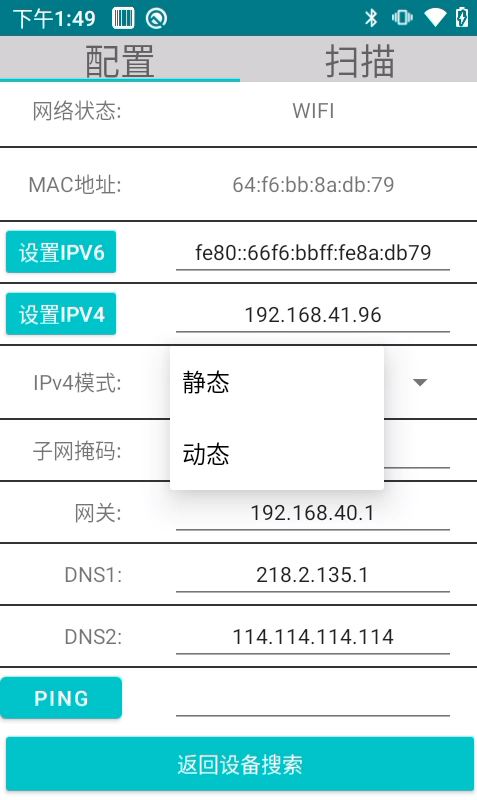 下午1:49
配置 扫描
网络状态: WIFI
MAC地址: 64:f6:bb:8a:db:79
设置IPV6 fe80::66f6:bbff:fe8a:db79
设置IPV4 192.168.41.96
IPv4模式: 静态
子网掩码: 动态
网关: 192.168.40.1
DNS1: 218.2.135.1
DNS2: 114.114.114.114
PING
返回设备搜索